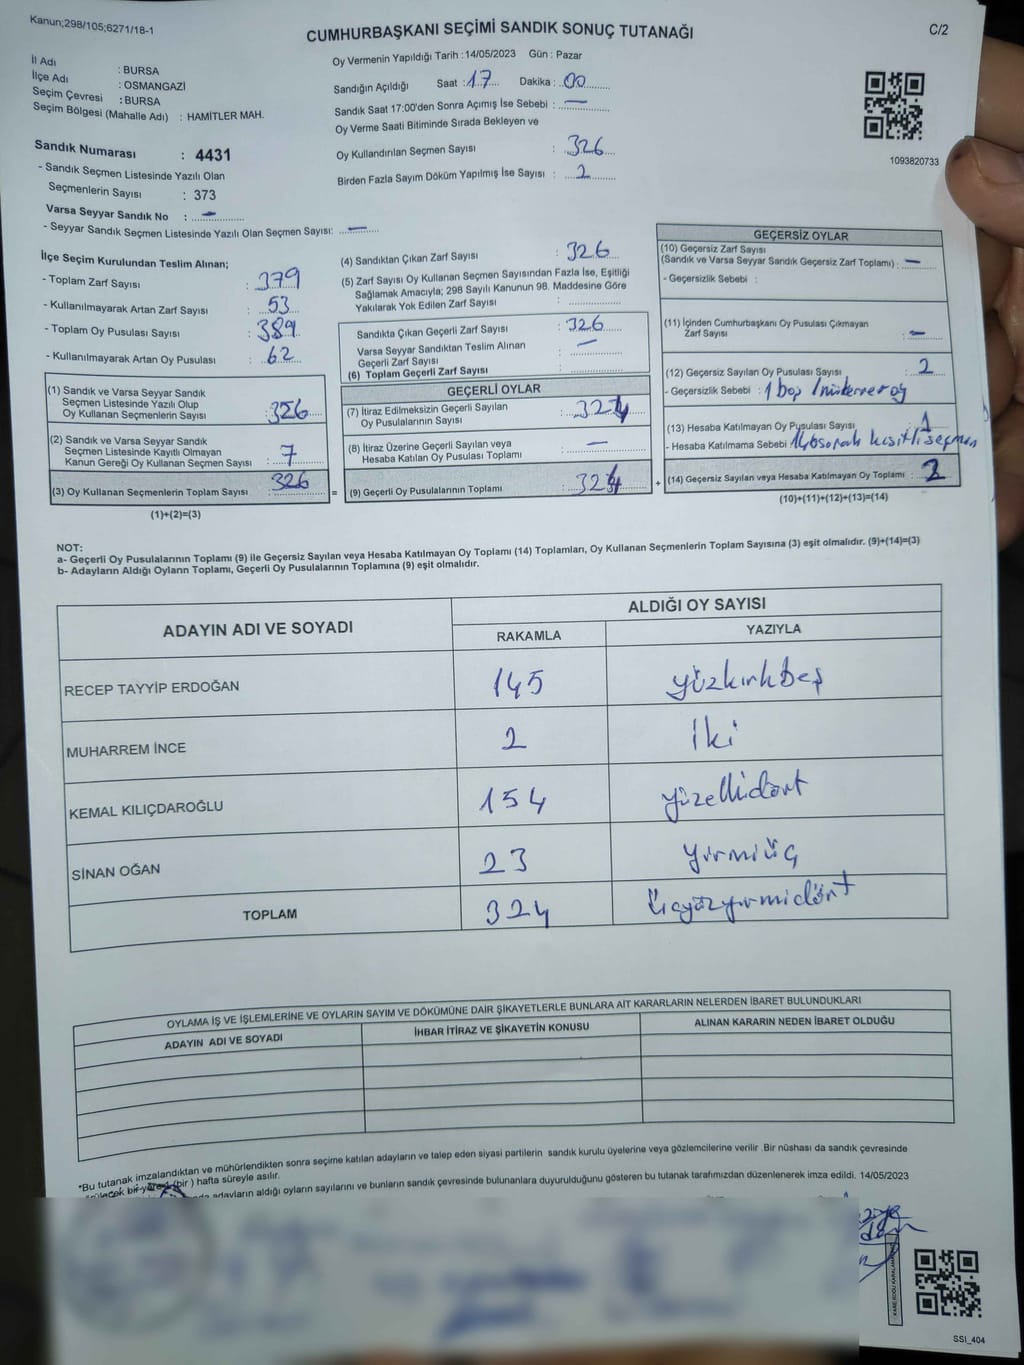 Kanun;298/105;6271/18-1
CUMHURBAŞKANI SEÇİMİ SANDIK SONUÇ TUTANAĞI
C/2
İl Adı : BURSA
İlçe Adı : OSMANGAZİ
Seçim Çevresi : BURSA
Seçim Bölgesi (Mahalle Adı) : HAMİTLER MAH.
Oy Vermenin Yapıldığı Tarih : 14/05/2023 Gün : Pazar
Sandığın Açıldığı Saat : 17 Dakika : 00
Sandık Saat 17:00'den Sonra Açımış İse Sebebi : —
Oy Verme Saati Bitiminde Sırada Bekleyen ve
Oy Kullandırılan Seçmen Sayısı : 326
Birden Fazla Sayım Döküm Yapılmış İse Sayısı : 2
1093820733
Sandık Numarası : 4431
- Sandık Seçmen Listesinde Yazılı Olan
Seçmenlerin Sayısı : 373
Varsa Seyyar Sandık No : —
- Seyyar Sandık Seçmen Listesinde Yazılı Olan Seçmen Sayısı: —
İlçe Seçim Kurulundan Teslim Alınan;
- Toplam Zarf Sayısı : 379
- Kullanılmayarak Artan Zarf Sayısı : 53
- Toplam Oy Pusulası Sayısı : 389
- Kullanılmayarak Artan Oy Pusulası : 62
(1) Sandık ve Varsa Seyyar Sandık
Seçmen Listesinde Yazılı Olup
Oy Kullanan Seçmenlerin Sayısı : 326
(2) Sandık ve Varsa Seyyar Sandık
Seçmen Listesinde Kayıtlı Olmayan
Kanun Gereği Oy Kullanan Seçmen Sayısı : 7
(3) Oy Kullanan Seçmenlerin Toplam Sayısı : 326
(1)+(2)=(3)
(4) Sandıktan Çıkan Zarf Sayısı : 326
(5) Zarf Sayısı Oy Kullanan Seçmen Sayısından Fazla İse, Eşitliği
Sağlamak Amacıyla; 298 Sayılı Kanunun 98. Maddesine Göre
Yakılarak Yok Edilen Zarf Sayısı :
Sandıkta Çıkan Geçerli Zarf Sayısı : 326
Varsa Seyyar Sandıktan Teslim Alınan
Geçerli Zarf Sayısı : —
(6) Toplam Geçerli Zarf Sayısı :
GEÇERLİ OYLAR
(7) İtiraz Edilmeksizin Geçerli Sayılan
Oy Pusulasının Sayısı : 324
(8) İtiraz Üzerine Geçerli Sayılan veya
Hesaba Katılan Oy Pusulası Toplamı : —
= (9) Geçerli Oy Pusulalarının Toplamı : 324
GEÇERSİZ OYLAR
(10) Geçersiz Zarf Sayısı
(Sandık ve Varsa Seyyar Sandık Geçersiz Zarf Toplamı) : —
- Geçersizlik Sebebi :
(11) İçinden Cumhurbaşkanı Oy Pusulası Çıkmayan
Zarf Sayısı : —
(12) Geçersiz Sayılan Oy Pusulası Sayısı : 2
- Geçersizlik Sebebi : 1 boş 1 mükerrer oy
(13) Hesaba Katılmayan Oy Pusulası Sayısı : 1
- Hesaba Katılmama Sebebi kısıtlı seçmen
+ (14) Geçersiz Sayılan veya Hesaba Katılmayan Oy Toplamı : 2
(10)+(11)+(12)+(13)=(14)
NOT:
a- Geçerli Oy Pusulalarının Toplamı (9) ile Geçersiz Sayılan veya Hesaba Katılmayan Oy Toplamı (14) Toplamları, Oy Kullanan Seçmenlerin Toplam Sayısına (3) eşit olmalıdır. (9)+(14)=(3)
b- Adayların Aldığı Oyların Toplamı, Geçerli Oy Pusulalarının Toplamına (9) eşit olmalıdır.
ADAYIN ADI VE SOYADI ALDIĞI OY SAYISI
RAKAMLA YAZIYLA
RECEP TAYYİP ERDOĞAN 145 yüzkırkbeş
MUHARREM İNCE 2 İki
KEMAL KILIÇDAROĞLU 154 yüzellidört
SİNAN OĞAN 23 yirmiüç
TOPLAM 324 üçyüzyirmidört
OYLAMA İŞ VE İŞLEMLERİNE VE OYLARIN SAYIM VE DÖKÜMÜNE DAİR ŞİKAYETLERLE BUNLARA AİT KARARLARIN NELERDEN İBARET BULUNDUKLARI
ADAYIN ADI VE SOYADI İHBAR İTİRAZ VE ŞİKAYETİN KONUSU ALINAN KARARIN NEDEN İBARET OLDUĞU
*Bu tutanak imzalandıktan ve mühürlendikten sonra seçime katılan adayların ve talep eden siyasi partilerin sandık kurulu üyelerine veya gözlemcilerine verilir Bir nüshası da sandık çevresinde
bir ) hafta süreyle asılır.
adayların aldığı oyların sayılarını ve bunların sandık çevresinde bulunanlara duyurulduğunu gösteren bu tutanak tarafımızdan düzenlenerek imza edildi. 14/05/2023
SSI_404